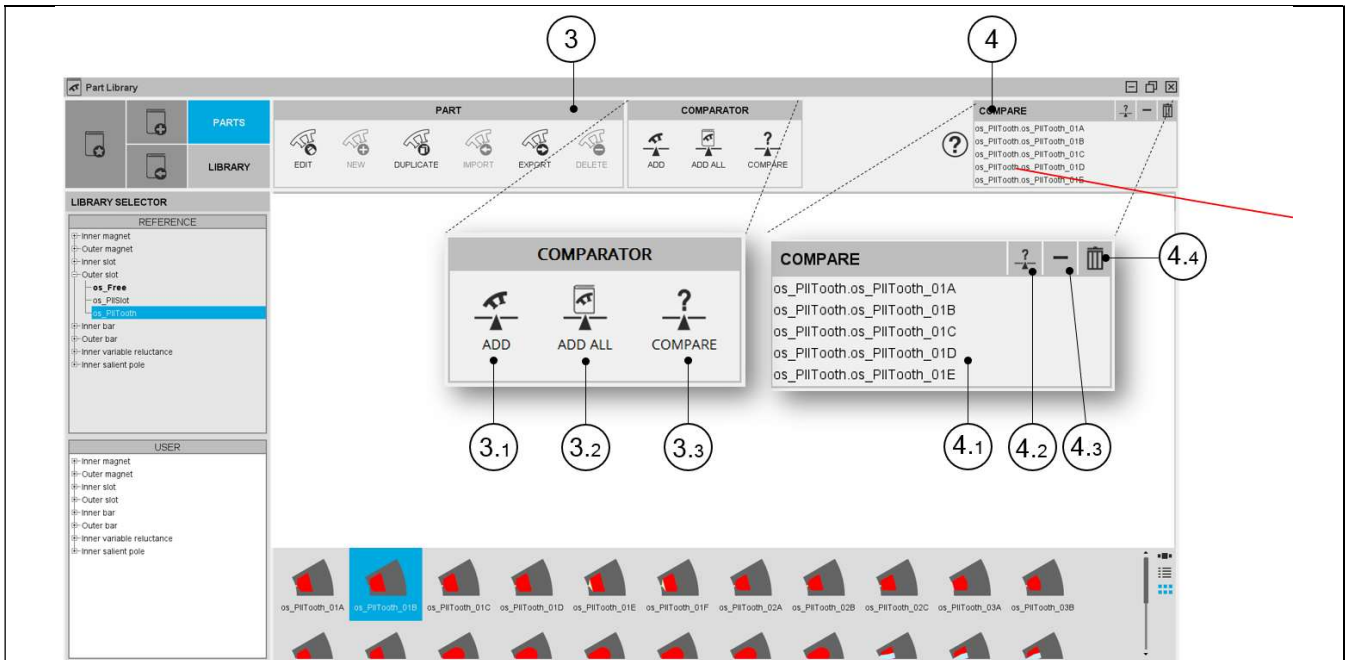 3
4
Part Library
PARTS
LIBRARY
PART
EDIT
NEW
DUPLICATE
IMPORT
EXPORT
DELETE
COMPARATOR
ADD
ADD ALL
COMPARE
?
COMPARE
os_PllTooth.os_PllTooth_01A
os_PllTooth.os_PllTooth_01B
os_PllTooth.os_PllTooth_01C
os_PllTooth.os_PllTooth_01D
os_PllTooth.os_PllTooth_01E
LIBRARY SELECTOR
REFERENCE
Inner magnet
Outer magnet
Inner slot
Outer slot
os_Free
os_PllSlot
os_PllTooth
Inner bar
Outer bar
Inner variable reluctance
Inner salient pole
COMPARATOR
ADD
ADD ALL
COMPARE
3.1
3.2
3.3
COMPARE
os_PllTooth.os_PllTooth_01A
os_PllTooth.os_PllTooth_01B
os_PllTooth.os_PllTooth_01C
os_PllTooth.os_PllTooth_01D
os_PllTooth.os_PllTooth_01E
4.4
4.1
4.2
4.3
USER
Inner magnet
Outer magnet
Inner slot
Outer slot
Inner bar
Outer bar
Inner variable reluctance
Inner salient pole
os_PllTooth_01A os_PllTooth_01B os_PllTooth_01C os_PllTooth_01D os_PllTooth_01E os_PllTooth_01F os_PllTooth_02A os_PllTooth_02B os_PllTooth_02C os_PllTooth_03A os_PllTooth_03B